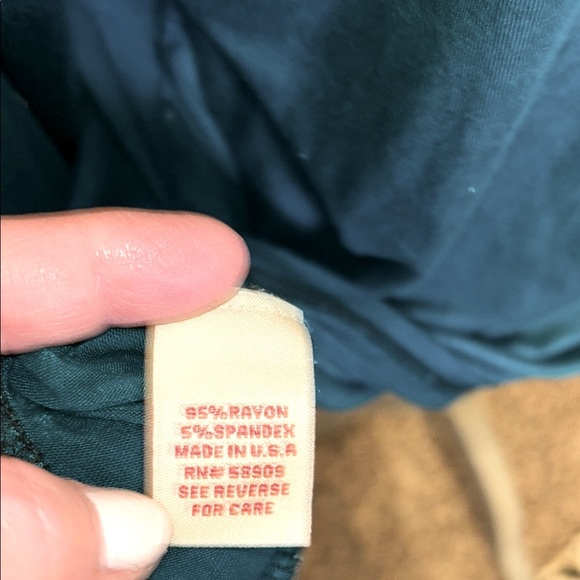 95%RAYON
5%SPANDEX
MADE IN U.S.A
RN# 58909
SEE REVERSE
FOR CARE